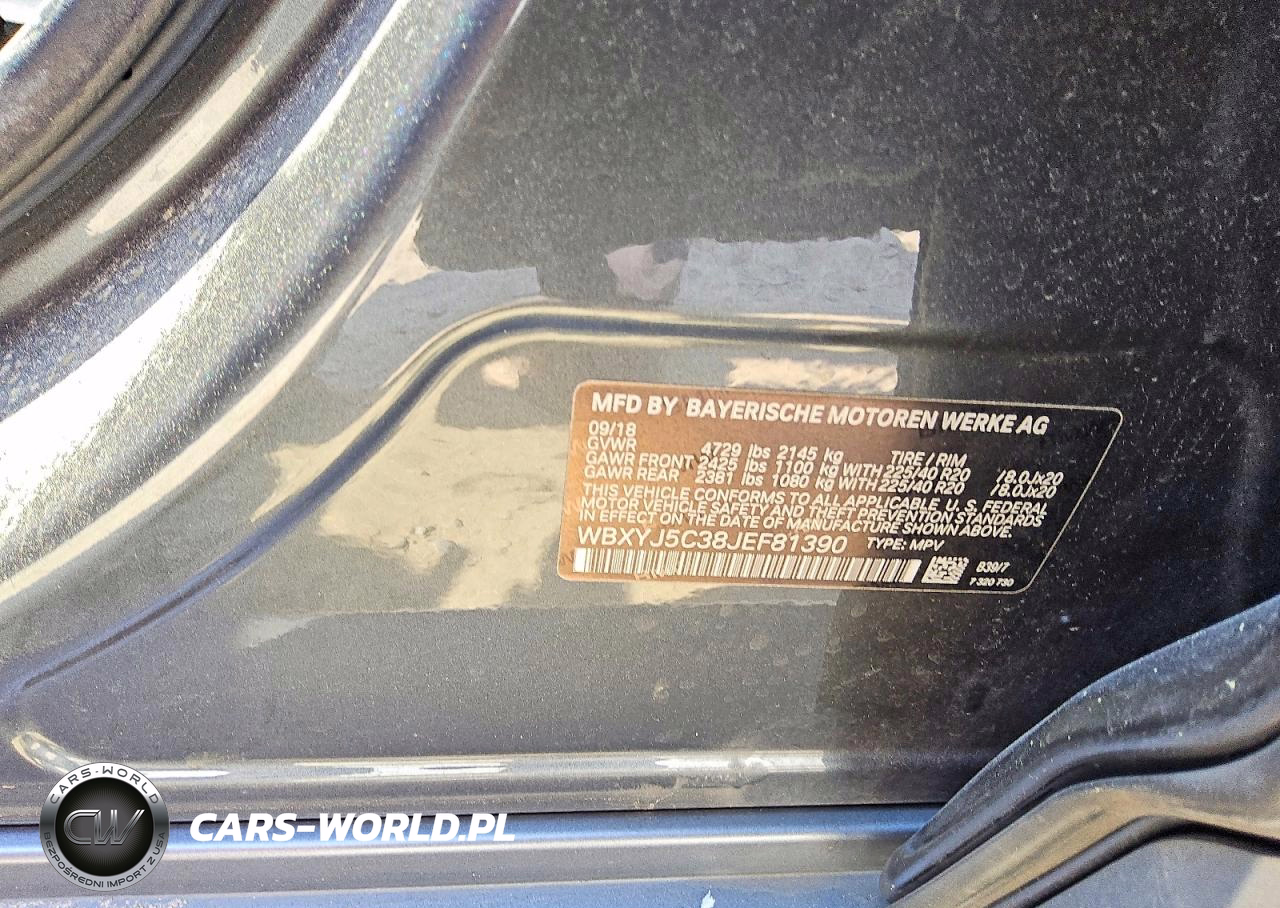 MFD BY BAYERISCHE MOTOREN WERKE AG
09/18
GVWR 4729 lbs 2145 kg TIRE / RIM
GAWR FRONT 2425 lbs 1100 kg WITH 225/40 R20 /8.0Jx20
GAWR REAR 2381 lbs 1080 kg WITH 225/40 R20 /8.0Jx20
THIS VEHICLE CONFORMS TO ALL APPLICABLE U. S. FEDERAL
MOTOR VEHICLE SAFETY AND THEFT PREVENTION STANDARDS
IN EFFECT ON THE DATE OF MANUFACTURE SHOWN ABOVE.
WBXYJ5C38JEF81390 TYPE: MPV
B39/7
7 320 730
CARS-WORLD
CW
BEZPOŚREDNI IMPORT Z USA
CARS-WORLD.PL